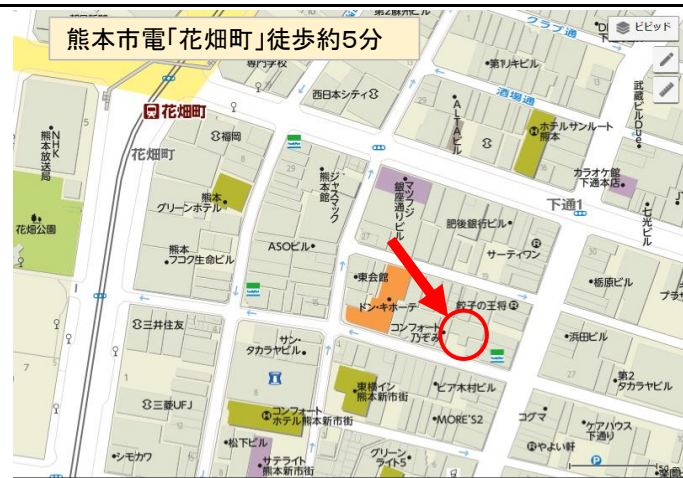 熊本市電「花畑町」徒歩約5分
第2蘇州ビル
クラブ通
ビビッド
専門学校
第1リキビル
武蔵ビルDue
西日本シティ
酒場通
花畑町
福岡
ALTAビル
ホテルサンルート
熊本
NHK
熊本放送局
花畑町
カラオケ館
下通本店
熊本
グリーンホテル
ジャスマック
熊本館
マツフジ
銀座通りビル
下通1
七光ビル
花畑公園
肥後銀行ビル
熊本
フコク生命ビル
ASOビル
サーティワン
東会館
栃原ビル
プラザ
ドン・キホーテ
餃子の王将
三井住友
コンフォート
乃ぞみ
浜田ビル
サン・
タカラヤビル
第2
タカラヤビル
東横イン
熊本新市街
ピア木村ビル
三菱UFJ
コンフォート
ホテル熊本新市街
MORE'S2
コグマ
ケアハウス
下通り
松下ビル
やよい軒
シモカワ
サテライト
熊本新市街
グリーン
ライト5
50 m